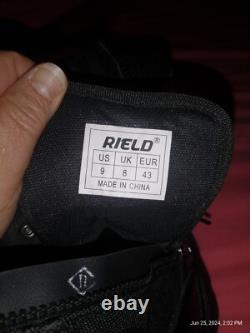 RIELD®
US UK EUR
9 8 43
MADE IN CHINA
Jun 25, 2024, 2:02 PM